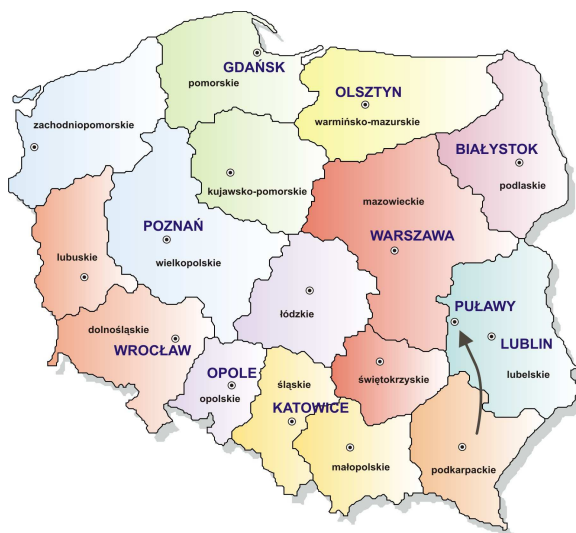 GDAŃSK
pomorskie
OLSZTYN
warmińsko-mazurskie
zachodniopomorskie
BIAŁYSTOK
podlaskie
kujawsko-pomorskie
mazowieckie
POZNAŃ
wielkopolskie
WARSZAWA
lubuskie
łódzkie
PUŁAWY
LUBLIN
lubelskie
dolnośląskie
WROCŁAW
OPOLE
opolskie
śląskie
KATOWICE
świętokrzyskie
małopolskie
podkarpackie